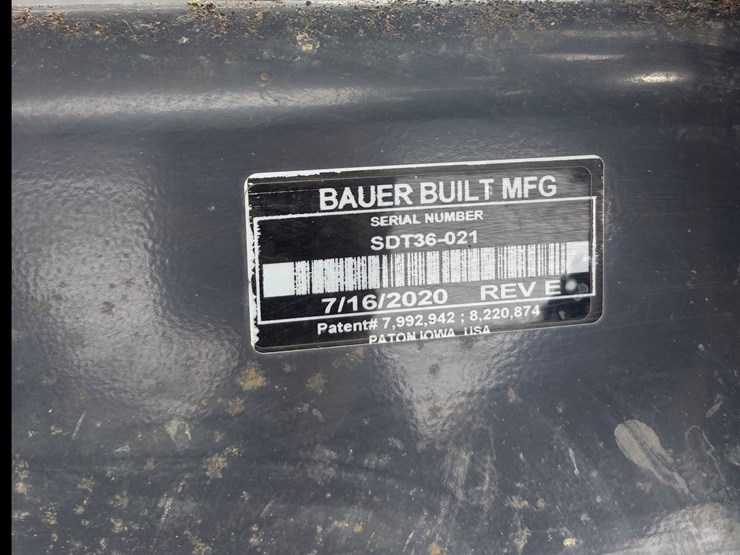 BAUER BUILT MFG
SERIAL NUMBER
SDT36-021
7/16/2020 REV E
Patent# 7,992,942 ; 8,220,874
PATON IOWA USA